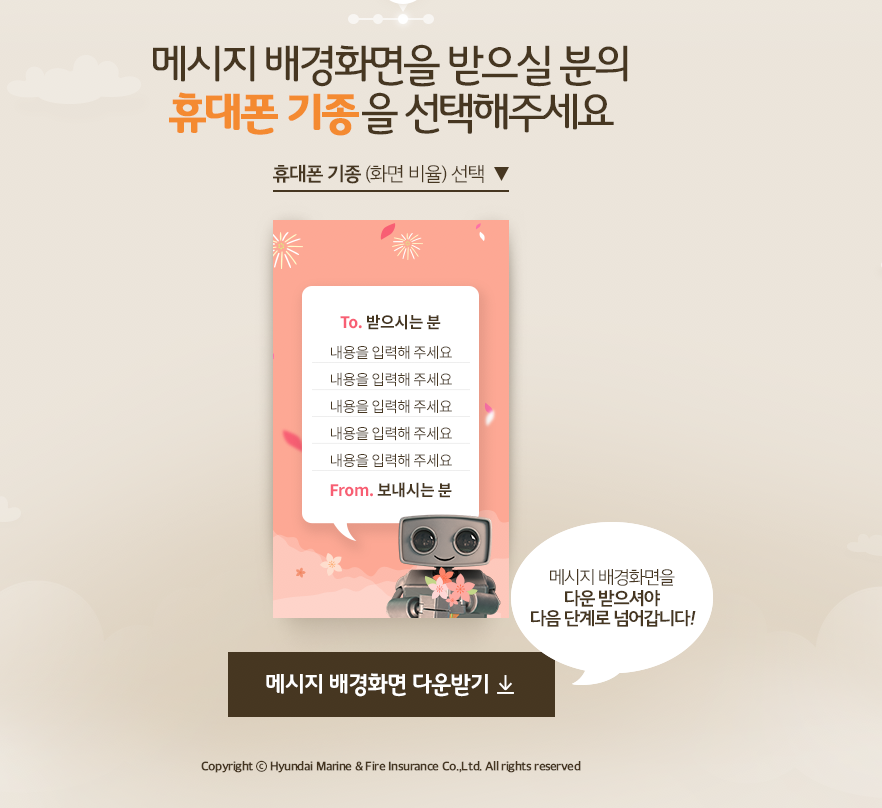 메시지 배경화면을 받으실 분의
휴대폰 기종을 선택해주세요
휴대폰 기종 (화면 비율) 선택 ▼
To. 받으시는 분
내용을 입력해 주세요
내용을 입력해 주세요
내용을 입력해 주세요
내용을 입력해 주세요
내용을 입력해 주세요
From. 보내시는 분
메시지 배경화면을
다운 받으셔야
다음 단계로 넘어갑니다!
메시지 배경화면 다운받기
Copyright ⓒ Hyundai Marine & Fire Insurance Co.,Ltd. All rights reserved